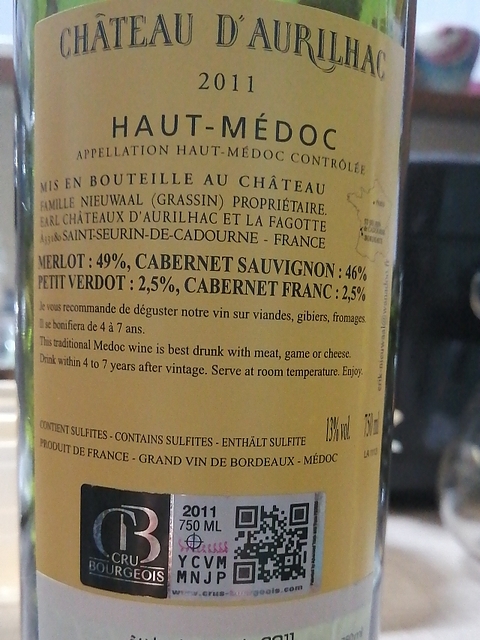 CHÂTEAU D'AURILHAC
2011
HAUT-MÉDOC
APPELLATION HAUT-MÉDOC CONTRÔLÉE
MIS EN BOUTEILLE AU CHÂTEAU
FAMILLE NIEUWAAL (GRASSIN) PROPRIÉTAIRE.
EARL CHÂTEAUX D'AURILHAC ET LA FAGOTTE
SAINT-SEURIN-DE-CADOURNE - FRANCE
MERLOT : 49%, CABERNET SAUVIGNON : 46%
PETIT VERDOT : 2,5%, CABERNET FRANC : 2,5%
Je vous recommande de déguster notre vin sur viandes, gibiers, fromages.
Il se bonifiera de 4 à 7 ans.
This traditional Medoc wine is best drunk with meat, game or cheese.
Drink within 4 to 7 years after vintage. Serve at room temperature. Enjoy.
CONTIENT SULFITES - CONTAINS SULFITES - ENTHÄLT SULFITE 13% vol. 750 ml
PRODUIT DE FRANCE - GRAND VIN DE BORDEAUX - MÉDOC
CB
CRU
BOURGEOIS
2011
750 ML
YCVM
MNJP
www.crus-bourgeois.com
2011